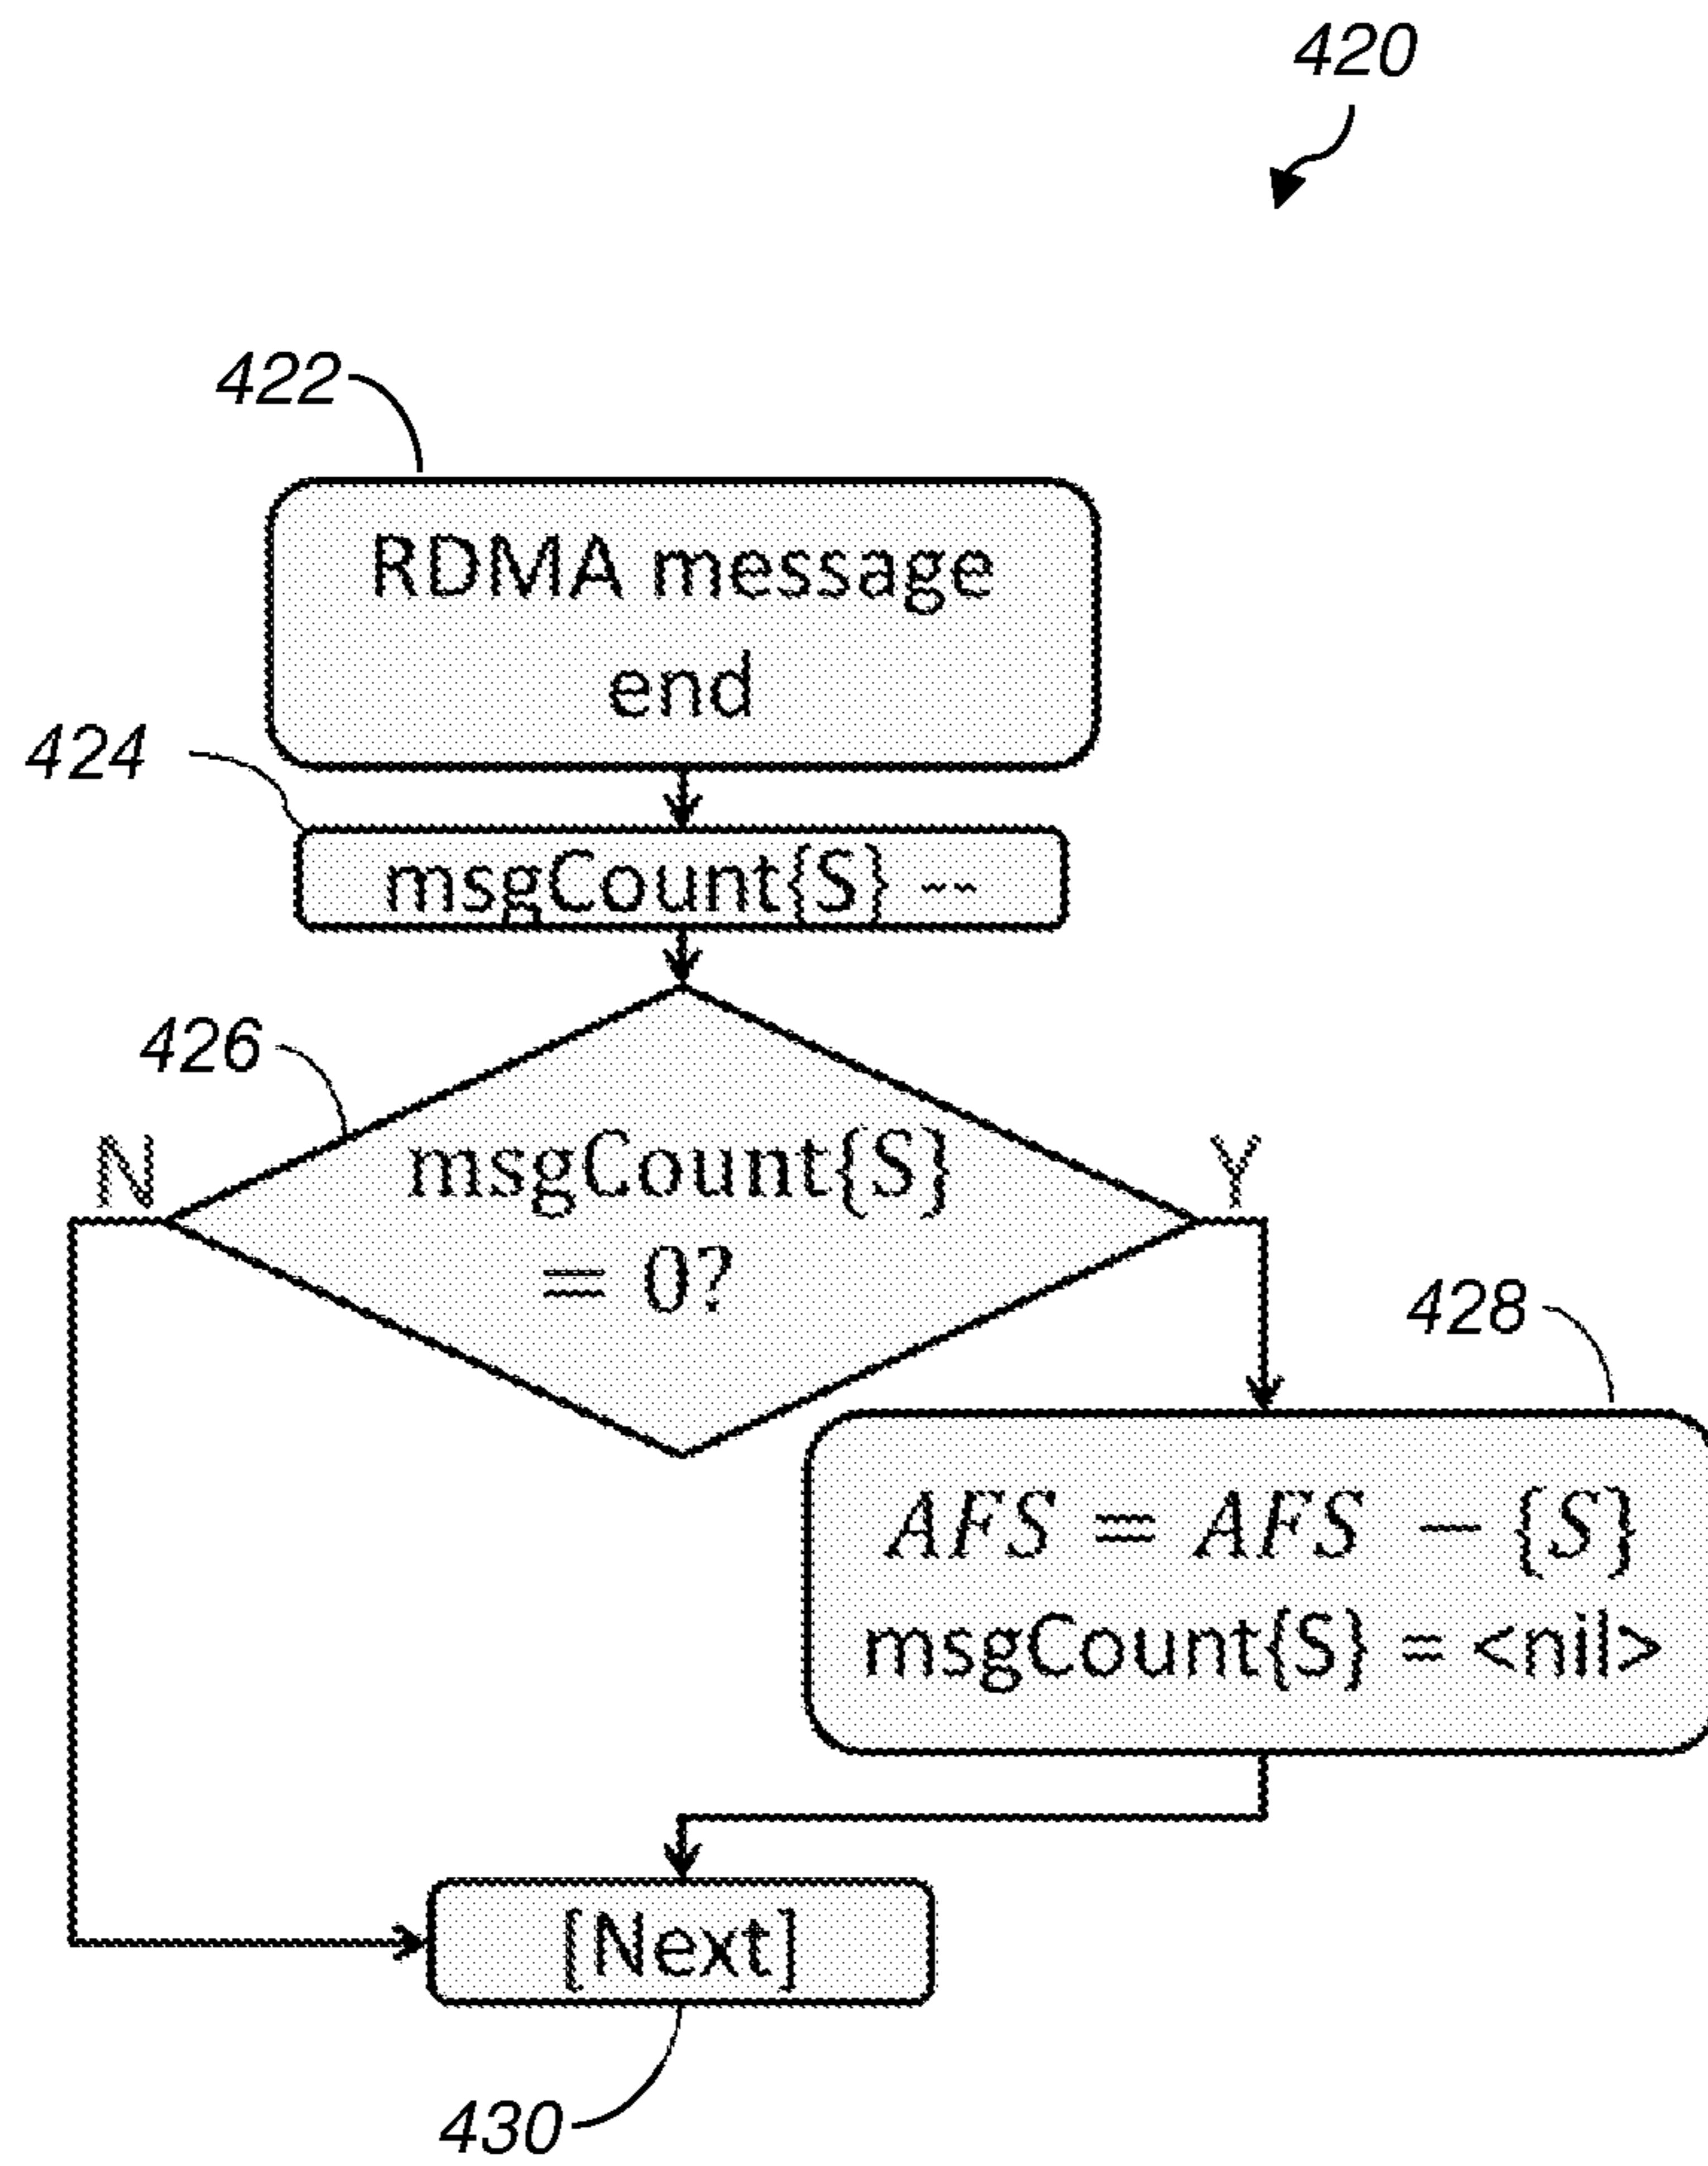 420
422
RDMA message
end
424
msgCount{S} --
426
msgCount{S}
= 0?
N
Y
428
AFS = AFS − {S}
msgCount{S} = <nil>
[Next]
430